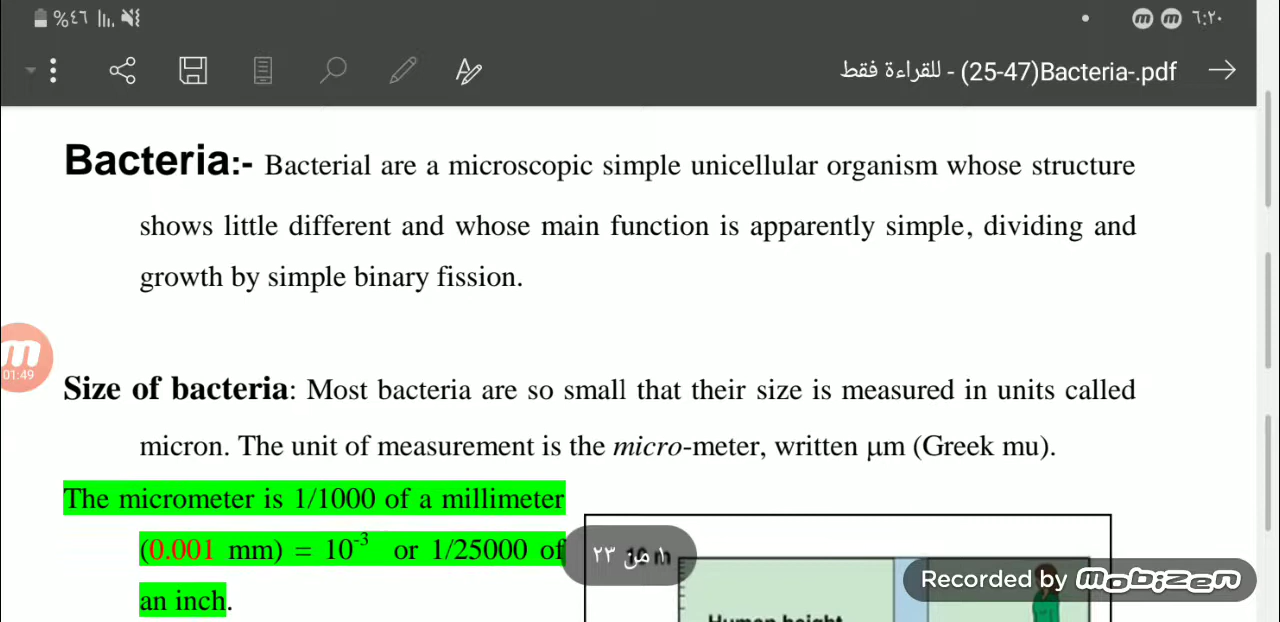 %٤٦ ٦:٢٠
للقراءة فقط - (25-47)Bacteria-.pdf
Bacteria:- Bacterial are a microscopic simple unicellular organism whose structure
shows little different and whose main function is apparently simple, dividing and
growth by simple binary fission.
01:49
Size of bacteria: Most bacteria are so small that their size is measured in units called
micron. The unit of measurement is the micro-meter, written μm (Greek mu).
The micrometer is 1/1000 of a millimeter
(0.001 mm) = 10-3 or 1/25000 of
an inch.
١ من ٢٣
Recorded by mobizen
Human height